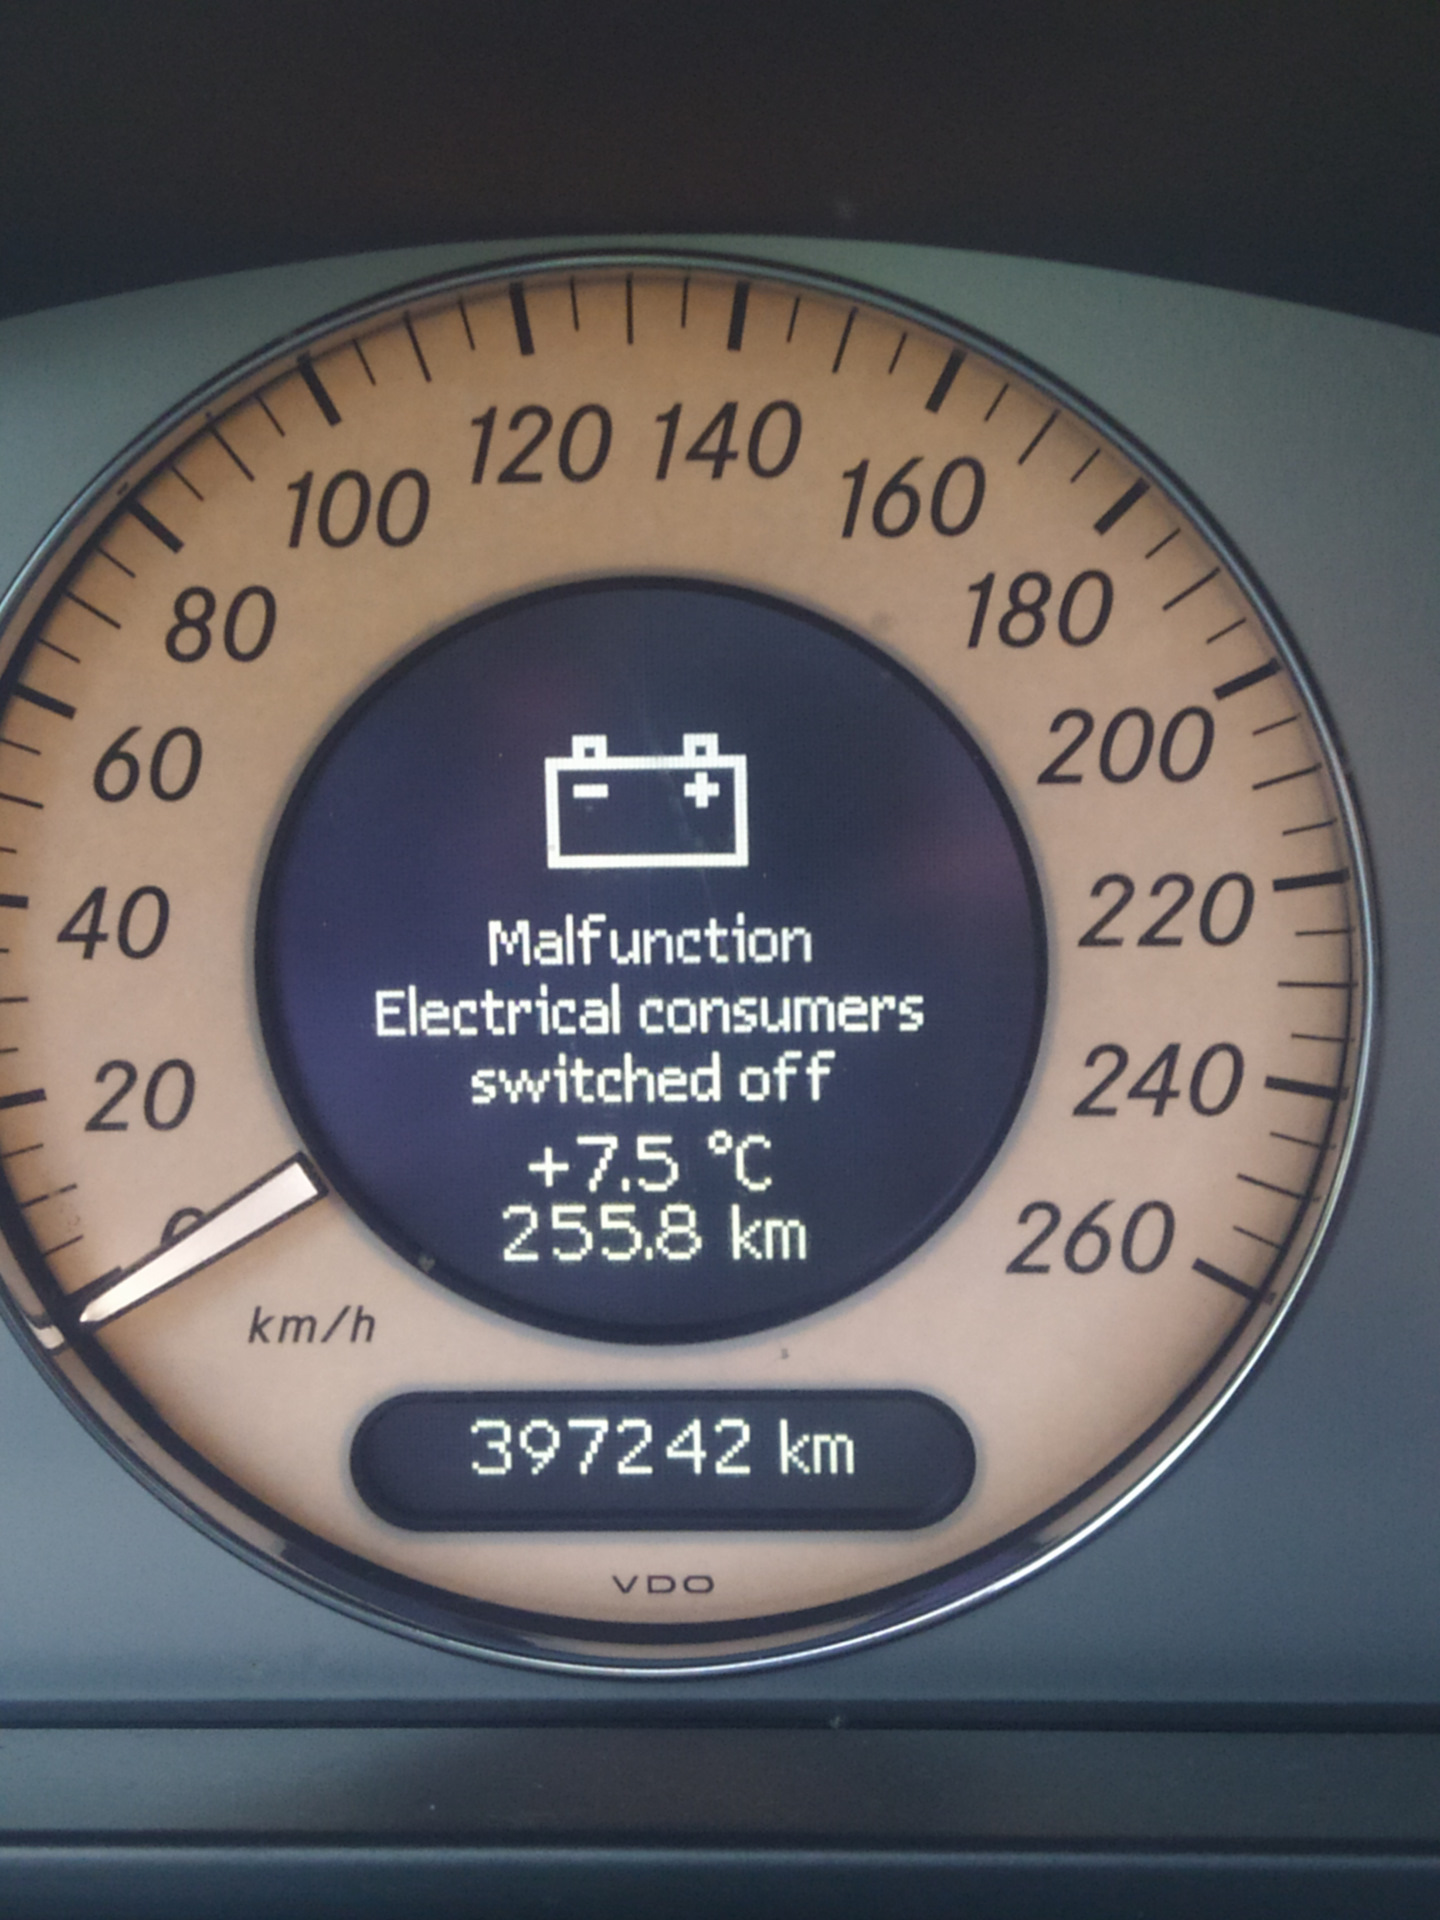 120 140
100 160
80 180
60 200
40 220
20 240
0 260
km/h
- +
Malfunction
Electrical consumers
switched off
+7.5 °C
255.8 km
397242 km
VDO